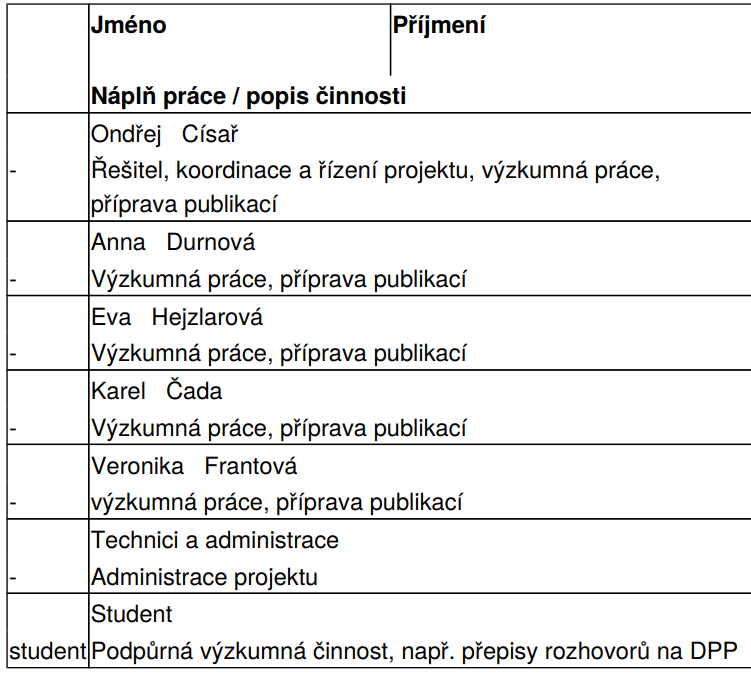 Jméno Příjmení
Náplň práce / popis činnosti
Ondřej Císař
- Řešitel, koordinace a řízení projektu, výzkumná práce,
příprava publikací
Anna Durnová
- Výzkumná práce, příprava publikací
Eva Hejzlarová
- Výzkumná práce, příprava publikací
Karel Čada
- Výzkumná práce, příprava publikací
Veronika Frantová
- výzkumná práce, příprava publikací
Technici a administrace
- Administrace projektu
Student
student Podpůrná výzkumná činnost, např. přepisy rozhovorů na DPP